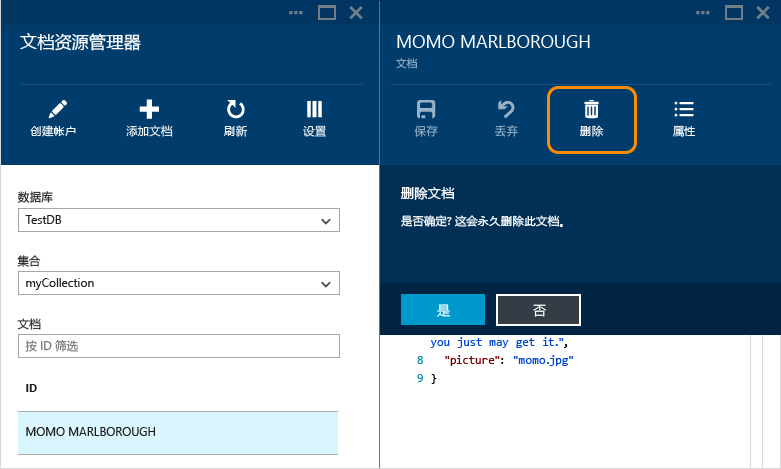 文档资源管理器
创建帐户
添加文档
刷新
设置
数据库
TestDB
集合
myCollection
文档
按 ID 筛选
ID
MOMO MARLBOROUGH
MOMO MARLBOROUGH
文档
保存
丢弃
删除
属性
删除文档
是否确定? 这会永久删除此文档。
是
否
you just may get it.",
8 "picture": "momo.jpg"
9 }